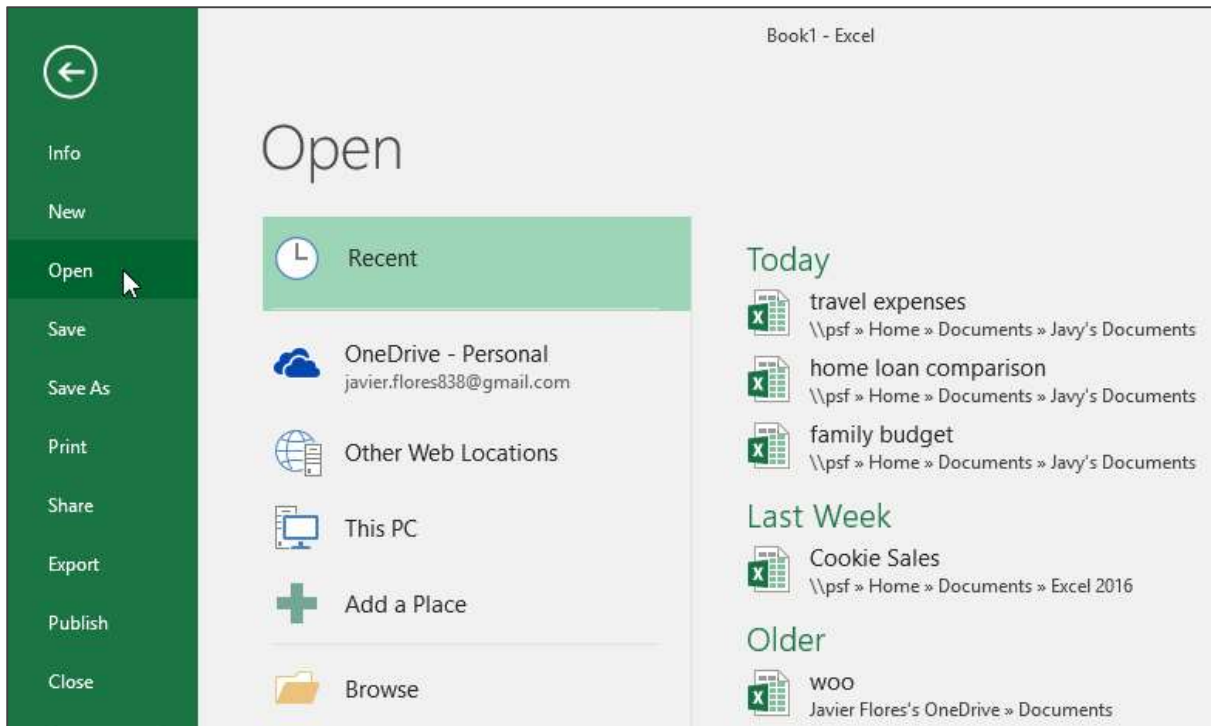 Book1 - Excel
Info
New
Open
Save
Save As
Print
Share
Export
Publish
Close
Open
Recent
OneDrive - Personal
javier.flores838@gmail.com
Other Web Locations
This PC
Add a Place
Browse
Today
travel expenses
\\psf » Home » Documents » Javy's Documents
home loan comparison
\\psf » Home » Documents » Javy's Documents
family budget
\\psf » Home » Documents » Javy's Documents
Last Week
Cookie Sales
\\psf » Home » Documents » Excel 2016
Older
woo
Javier Flores's OneDrive » Documents